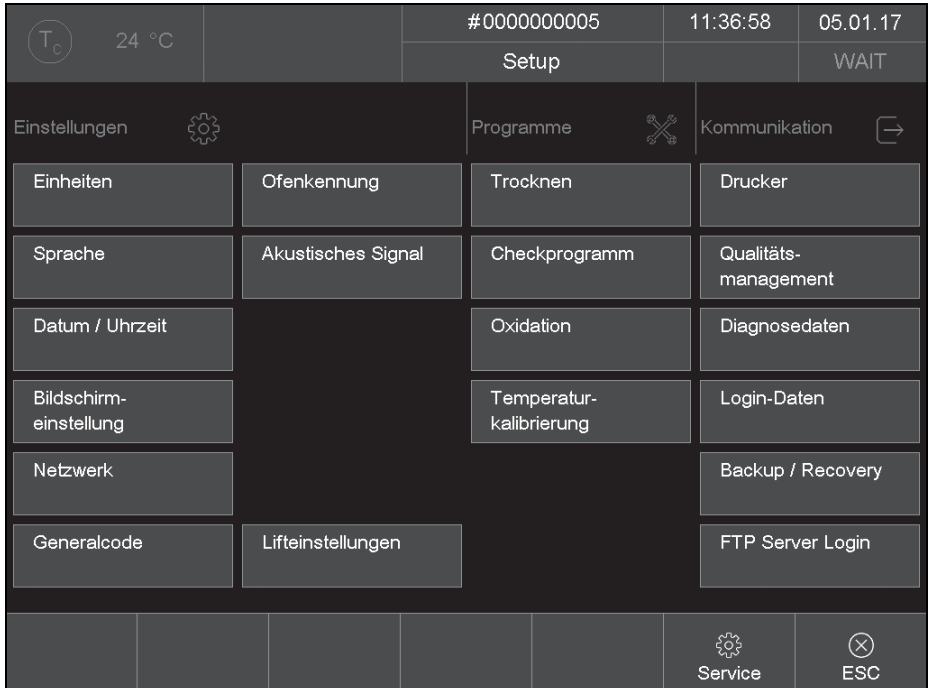 Tc 24 °C #0000000005 11:36:58 05.01.17
Setup WAIT
Einstellungen Programme Kommunikation
Einheiten Ofenkennung Trocknen Drucker
Sprache Akustisches Signal Checkprogramm Qualitäts-
management
Datum / Uhrzeit Oxidation Diagnosedaten
Bildschirm-
einstellung
Temperatur-
kalibrierung
Login-Daten
Netzwerk Backup / Recovery
Generalcode Lifteinstellungen FTP Server Login
Service ESC